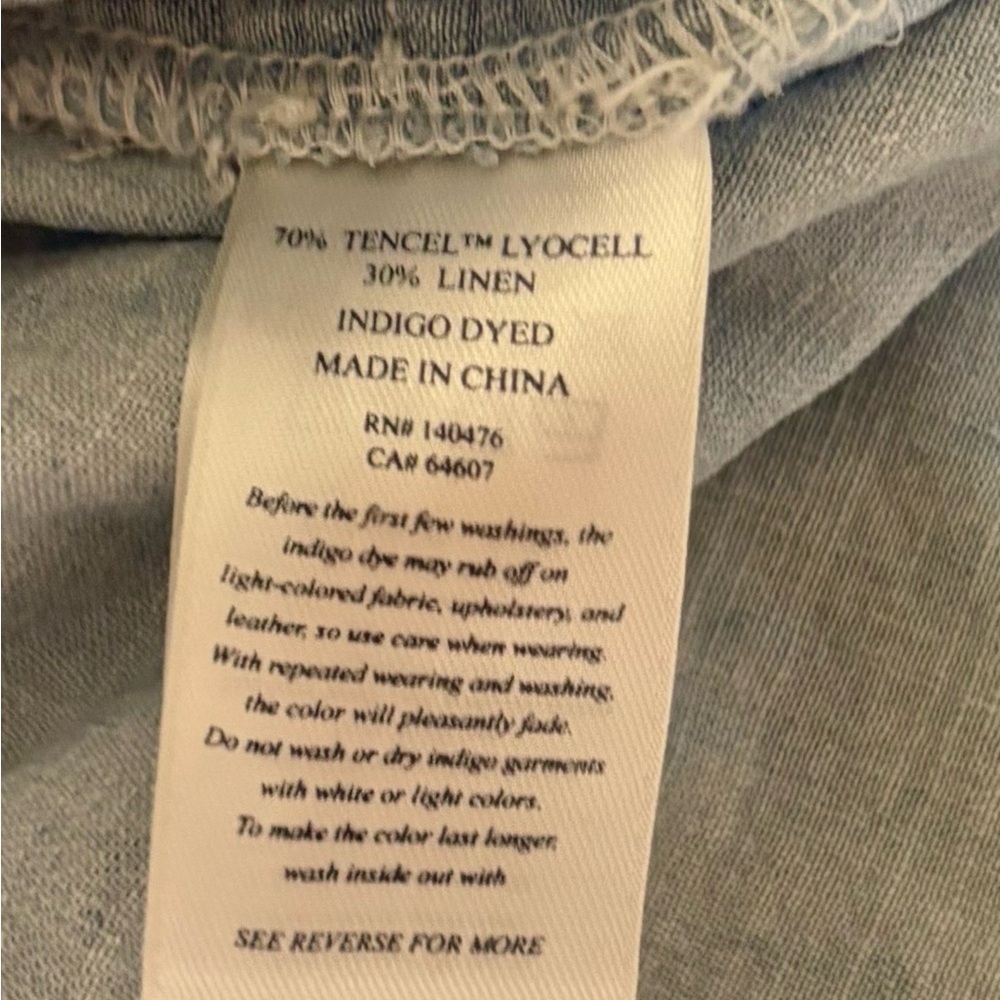 70% TENCEL™ LYOCELL
30% LINEN
INDIGO DYED
MADE IN CHINA
RN# 140476
CA# 64607
Before the first few washings, the
indigo dye may rub off on
light-colored fabric, upholstery, and
leather, so use care when wearing.
With repeated wearing and washing,
the color will pleasantly fade.
Do not wash or dry indigo garments
with white or light colors.
To make the color last longer,
wash inside out with
SEE REVERSE FOR MORE